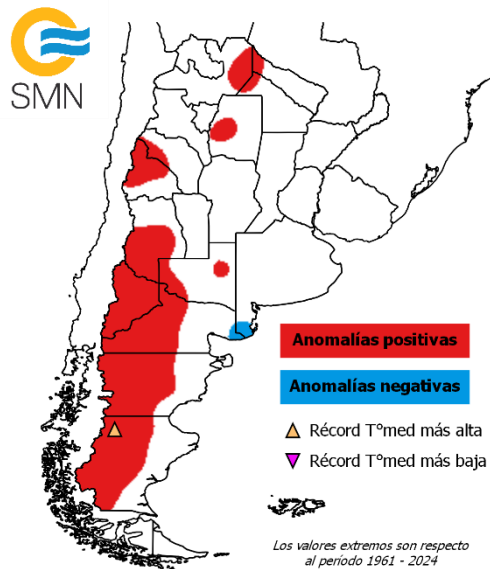 SMN
Anomalías positivas
Anomalías negativas
Récord T°med más alta
Récord T°med más baja
Los valores extremos son respecto
al período 1961 - 2024